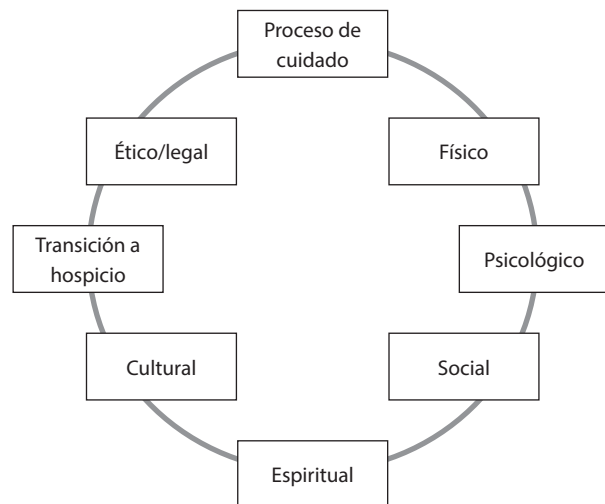 Proceso de
cuidado
Ético/legal
Físico
Transición a
hospicio
Psicológico
Cultural
Social
Espiritual